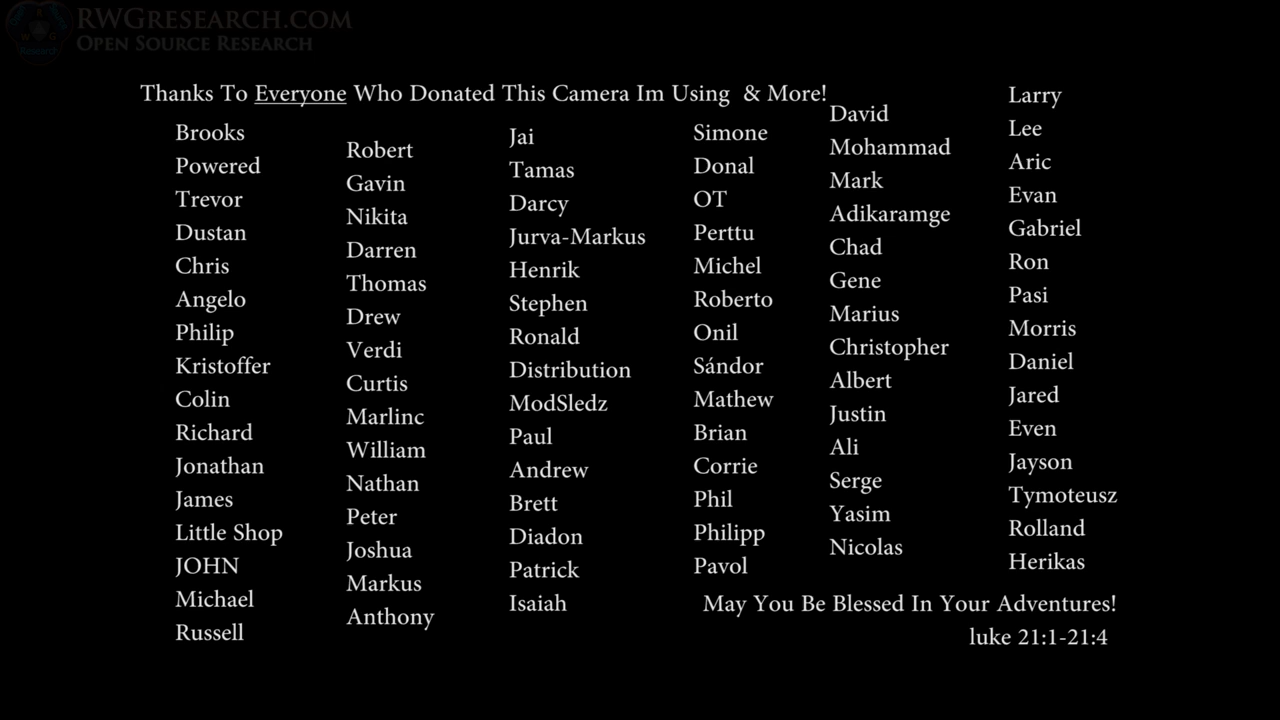 RWGresearch.com
Open Source Research
Thanks To Everyone Who Donated This Camera Im Using & More!
Brooks
Powered
Trevor
Dustan
Chris
Angelo
Philip
Kristoffer
Colin
Richard
Jonathan
James
Little Shop
JOHN
Michael
Russell
Robert
Gavin
Nikita
Darren
Thomas
Drew
Verdi
Curtis
Marlinc
William
Nathan
Peter
Joshua
Markus
Anthony
Jai
Tamas
Darcy
Jurva-Markus
Henrik
Stephen
Ronald
Distribution
ModSledz
Paul
Andrew
Brett
Diadon
Patrick
Isaiah
Simone
Donal
OT
Perttu
Michel
Roberto
Onil
Sándor
Mathew
Brian
Corrie
Phil
Philipp
Pavol
David
Mohammad
Mark
Adikaramge
Chad
Gene
Marius
Christopher
Albert
Justin
Ali
Serge
Yasim
Nicolas
Larry
Lee
Aric
Evan
Gabriel
Ron
Pasi
Morris
Daniel
Jared
Even
Jayson
Tymoteusz
Rolland
Herikas
May You Be Blessed In Your Adventures!
luke 21:1-21:4